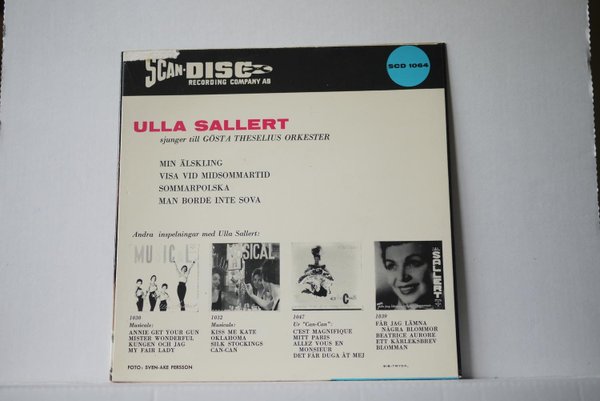 SCAN-DISC
RECORDING COMPANY AB
SCD 1064
ULLA SALLERT
sjunger till GÖSTA THESELIUS ORKESTER
MIN ÄLSKLING
VISA VID MIDSOMMARTID
SOMMARPOLSKA
MAN BORDE INTE SOVA
Andra inspelningar med Ulla Sallert:
MUSICAL
MUSICAL
SALLERT
1030
Musicals:
ANNIE GET YOUR GUN
MISTER WONDERFUL
KUNGEN OCH JAG
MY FAIR LADY
1032
Musicals:
KISS ME KATE
OKLAHOMA
SILK STOCKINGS
CAN-CAN
1047
Ur "Can-Can":
C'EST MAGNIFIQUE
MITT PARIS
ALLEZ VOUS EN
MONSIEUR
DET FÅR DUGA ÅT MEJ
1039
FÅR JAG LÄMNA
NÅGRA BLOMMOR
BEATRICE AURORE
ETT KÄRLEKSBREV
BLOMMAN
FOTO: SVEN-ÅKE PERSSON